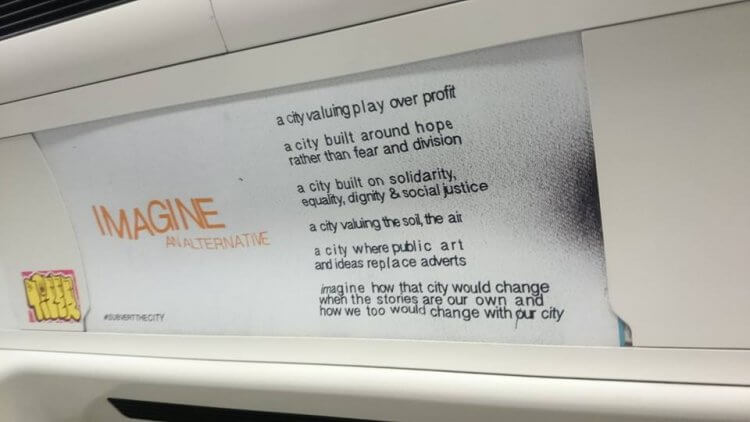 IMAGINE
AN ALTERNATIVE
#SUBVERTTHECITY
a city valuing play over profit
a city built around hope
rather than fear and division
a city built on solidarity,
equality, dignity & social justice
a city valuing the soil, the air
a city where public art
and ideas replace adverts
imagine how that city would change
when the stories are our own and
how we too would change with our city